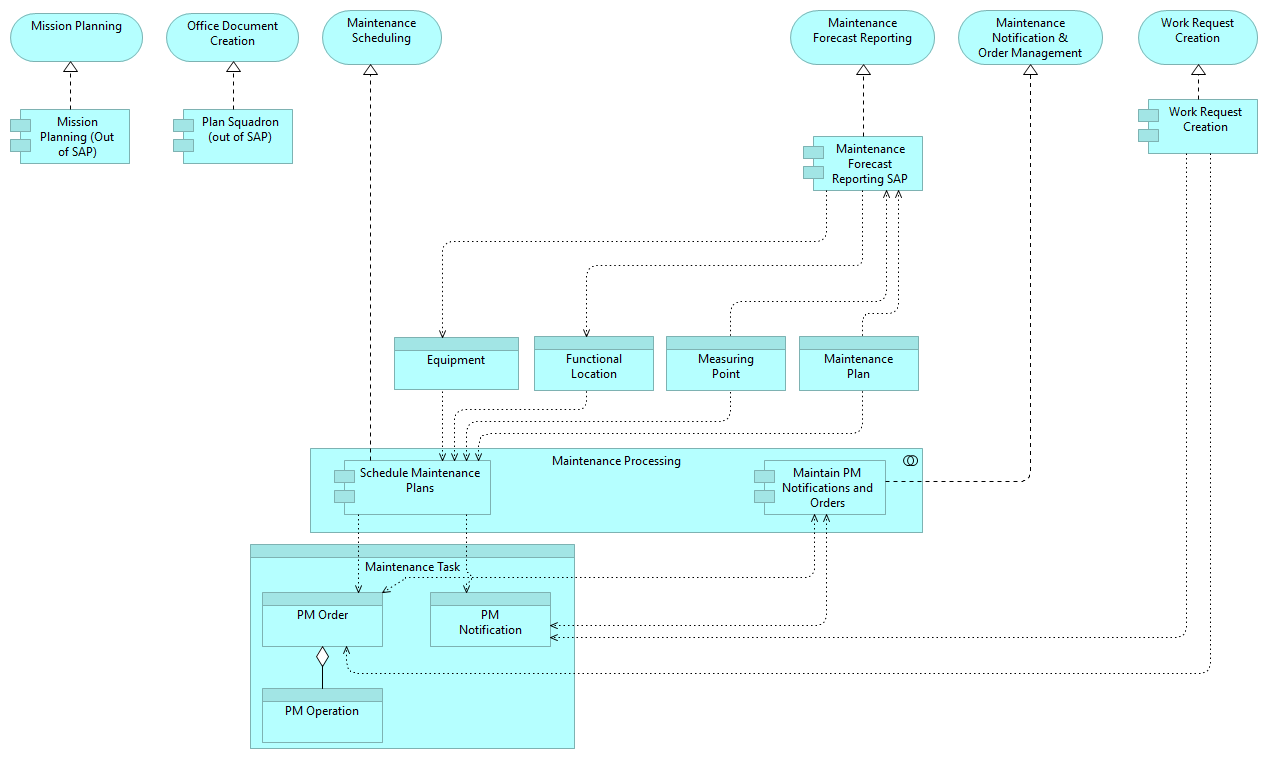 Mission Planning
Office Document
Creation
Maintenance
Scheduling
Maintenance
Forecast Reporting
Maintenance
Notification &
Order Management
Work Request
Creation
Mission
Planning (Out
of SAP)
Plan Squadron
(out of SAP)
Maintenance
Forecast
Reporting SAP
Work Request
Creation
Equipment
Functional
Location
Measuring
Point
Maintenance
Plan
Maintenance Processing
Schedule Maintenance
Plans
Maintain PM
Notifications and
Orders
Maintenance Task
PM Order
PM
Notification
PM Operation